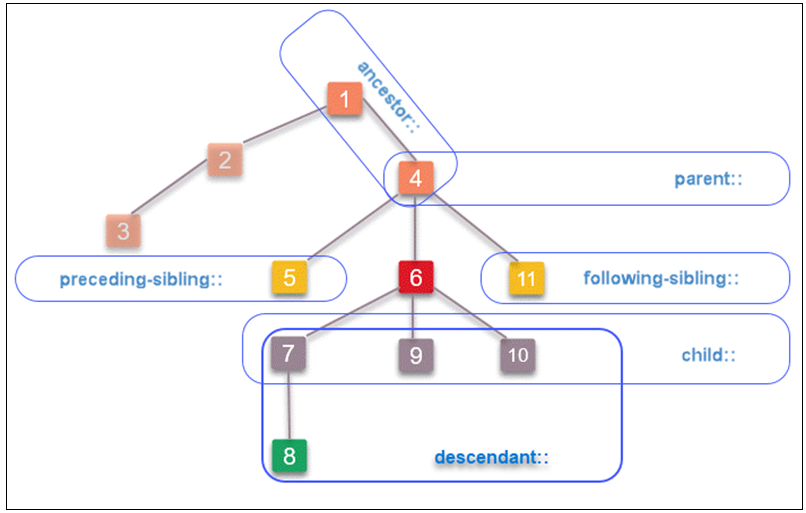 ancestor::
1
2
4
parent::
3
preceding-sibling::
5
6
11
following-sibling::
7
9
10
child::
8
descendant::